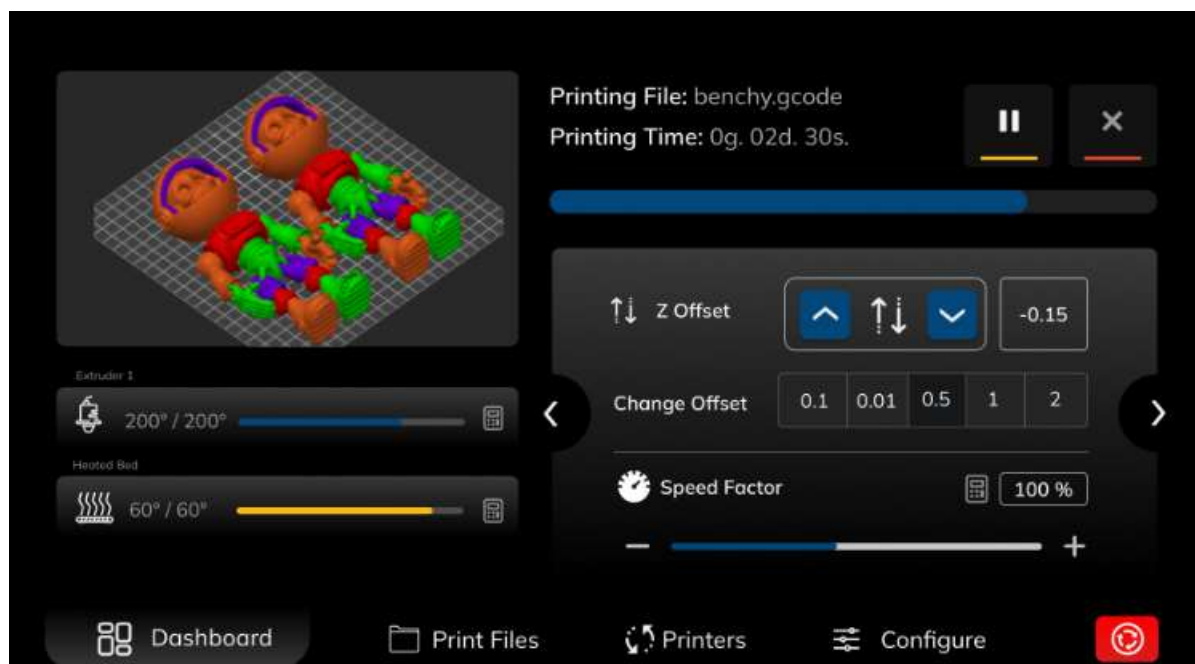 Printing File: benchy.gcode
Printing Time: 0g. 02d. 30s.
Z Offset
-0.15
Extruder 1
200° / 200°
Change Offset
0.1 0.01 0.5 1 2
Heated Bed
60° / 60°
Speed Factor
100 %
Dashboard Print Files Printers Configure